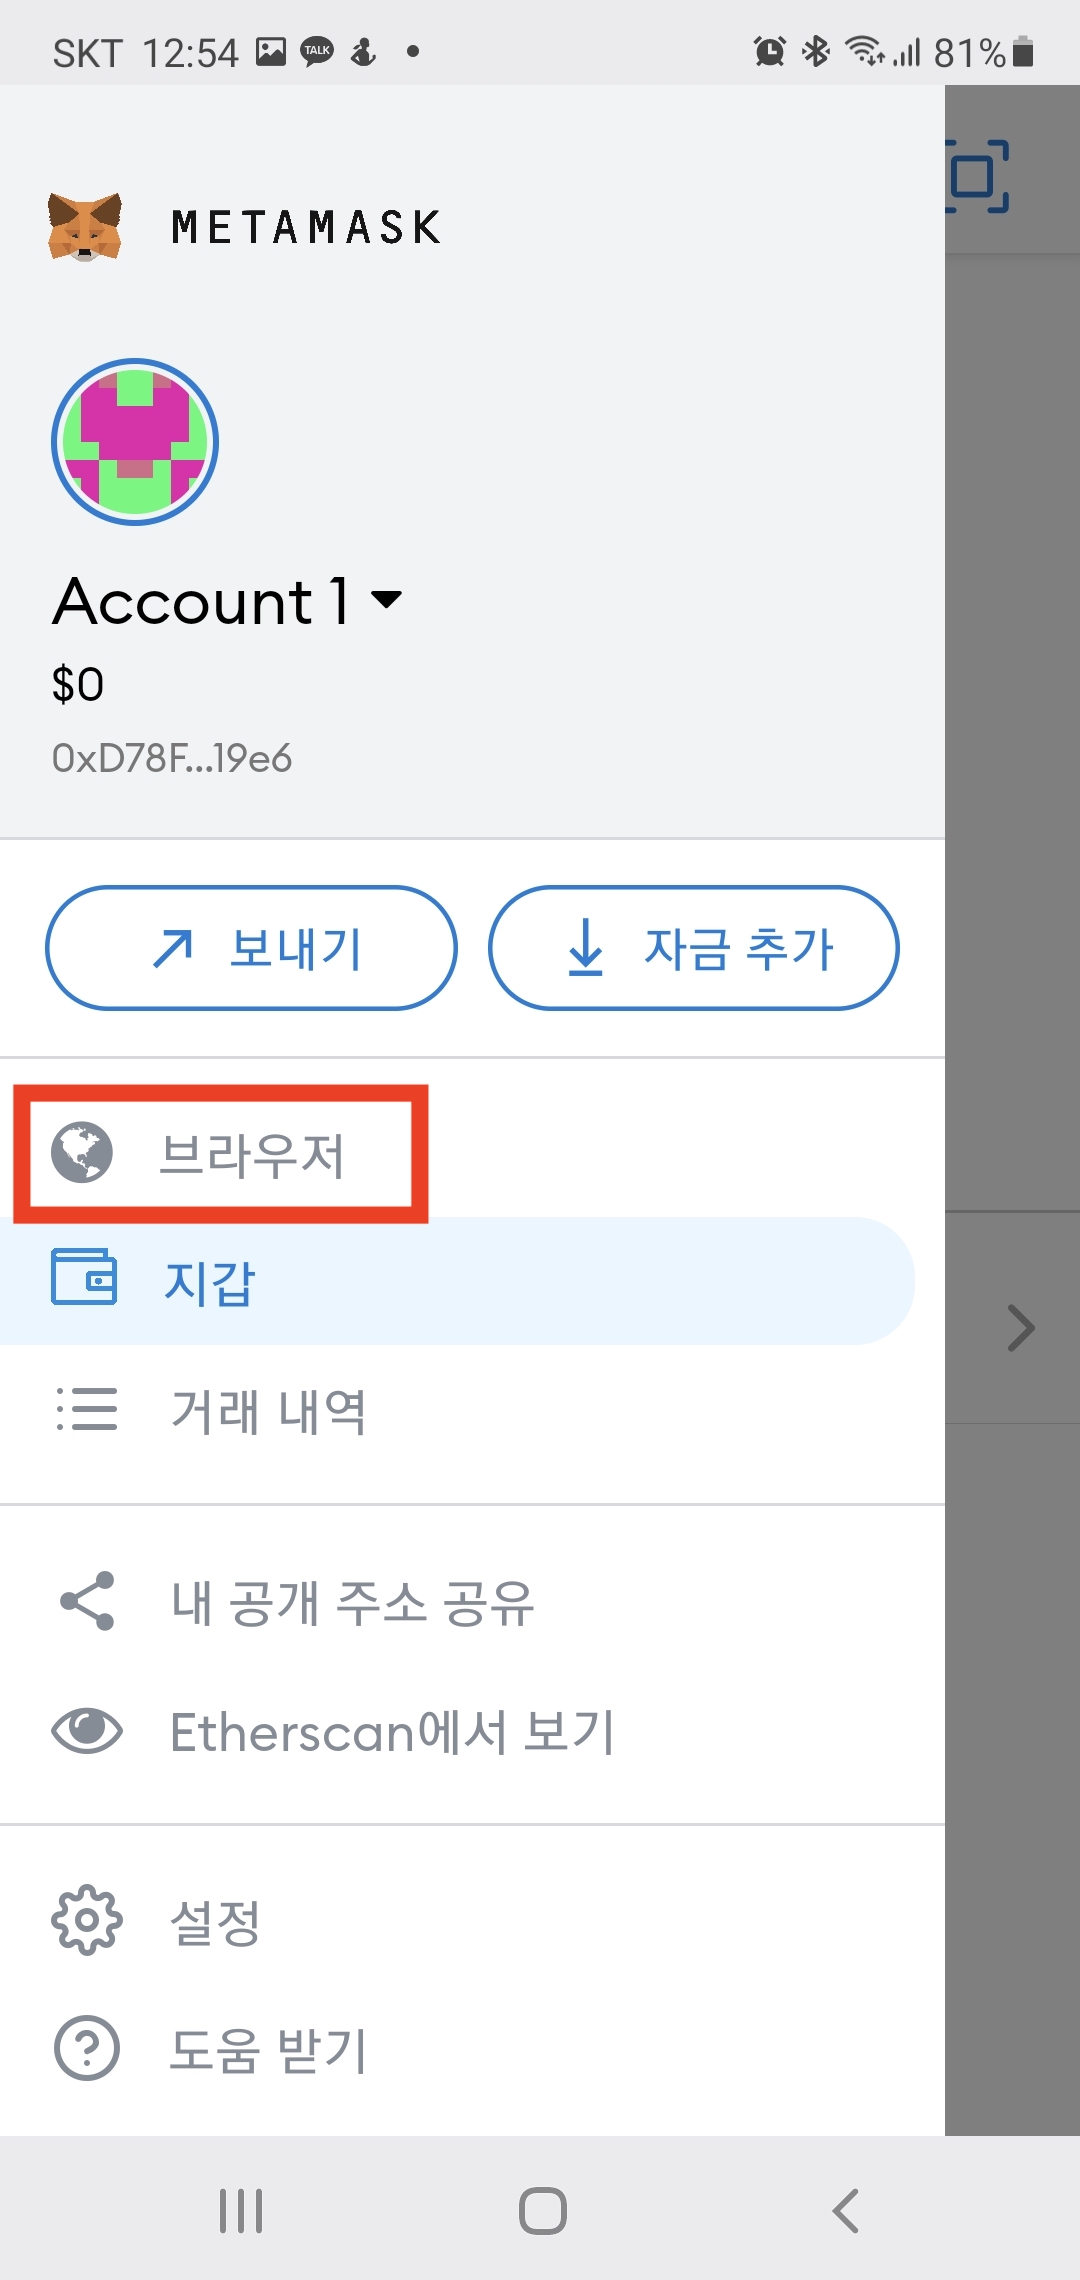 SKT 12:54 TALK 81%
METAMASK
Account 1
$0
0xD78F...19e6
보내기 자금 추가
브라우저
지갑
거래 내역
내 공개 주소 공유
Etherscan에서 보기
설정
도움 받기